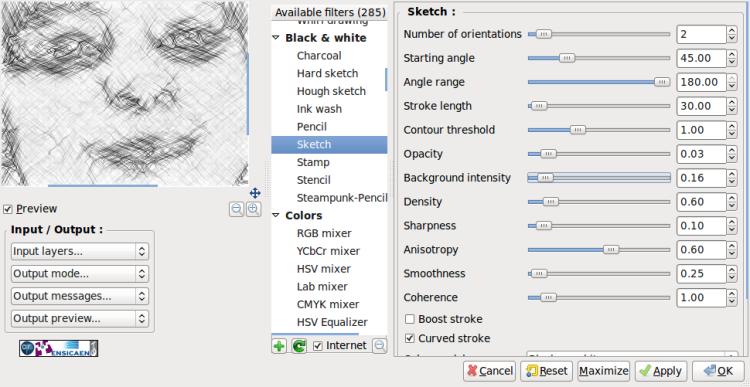 Available filters (285)
Black & white
Charcoal
Hard sketch
Hough sketch
Ink wash
Pencil
Sketch
Stamp
Stencil
Steampunk-Pencil
Colors
RGB mixer
YCbCr mixer
HSV mixer
Lab mixer
CMYK mixer
HSV Equalizer
Internet
Preview
Input / Output :
Input layers...
Output mode...
Output messages...
Output preview...
ENSICAEN
Sketch :
Number of orientations 2
Starting angle 45.00
Angle range 180.00
Stroke length 30.00
Contour threshold 1.00
Opacity 0.03
Background intensity 0.16
Density 0.60
Sharpness 0.10
Anisotropy 0.60
Smoothness 0.25
Coherence 1.00
Boost stroke
Curved stroke
Cancel Reset Maximize Apply OK